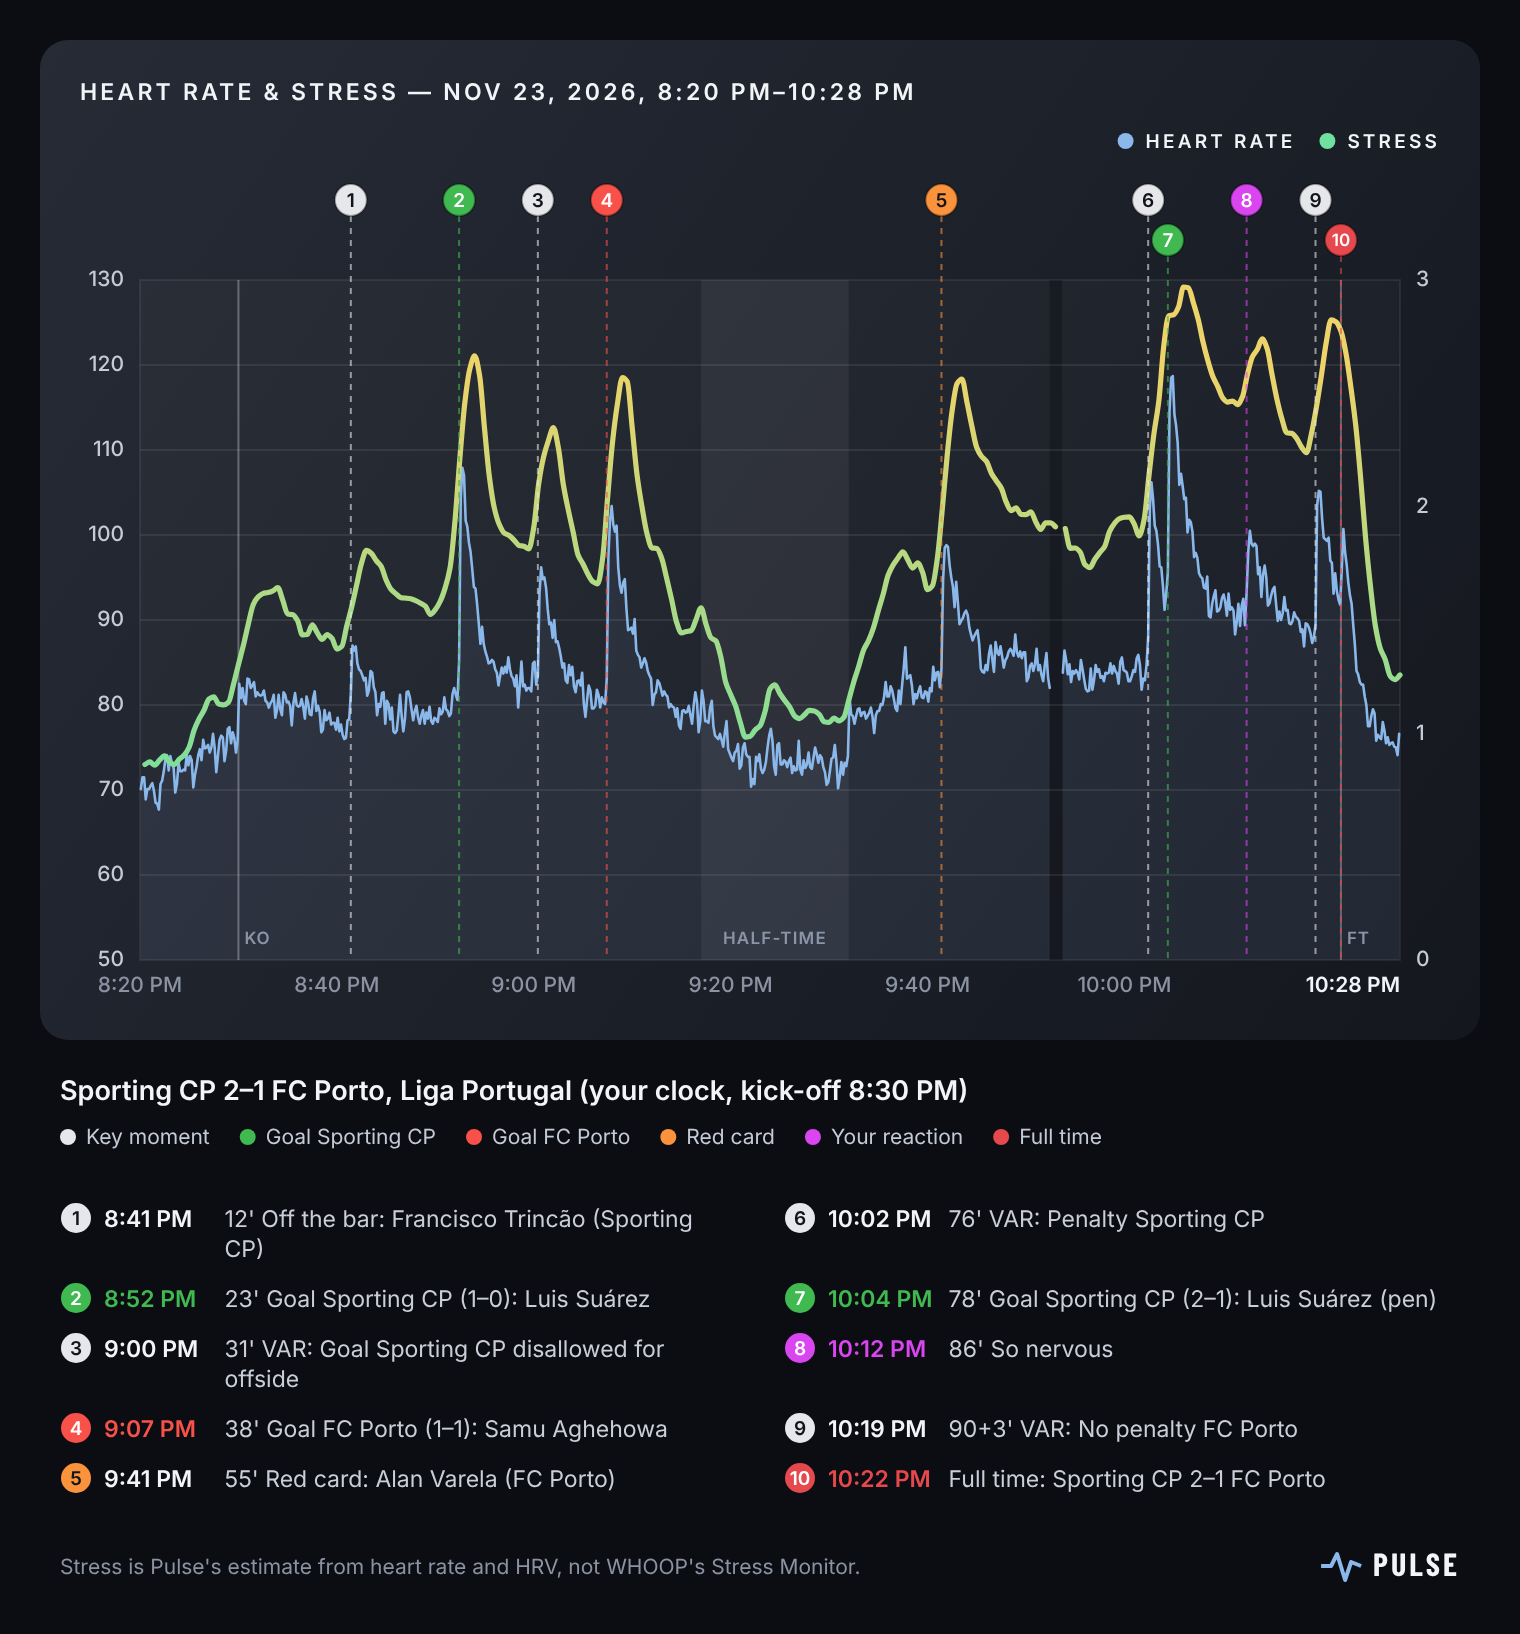 HEART RATE & STRESS — NOV 23, 2026, 8:20 PM–10:28 PM
HEART RATE STRESS
1 2 3 4 5 6 8 9
7 10
130 3
120
110
100
2
90
80
1
70
60
KO HALF-TIME FT
50 0
8:20 PM 8:40 PM 9:00 PM 9:20 PM 9:40 PM 10:00 PM 10:28 PM
Sporting CP 2–1 FC Porto, Liga Portugal (your clock, kick-off 8:30 PM)
Key moment Goal Sporting CP Goal FC Porto Red card Your reaction Full time
1 8:41 PM 12' Off the bar: Francisco Trincão (Sporting
CP)
2 8:52 PM 23' Goal Sporting CP (1–0): Luis Suárez
3 9:00 PM 31' VAR: Goal Sporting CP disallowed for
offside
4 9:07 PM 38' Goal FC Porto (1–1): Samu Aghehowa
5 9:41 PM 55' Red card: Alan Varela (FC Porto)
6 10:02 PM 76' VAR: Penalty Sporting CP
7 10:04 PM 78' Goal Sporting CP (2–1): Luis Suárez (pen)
8 10:12 PM 86' So nervous
9 10:19 PM 90+3' VAR: No penalty FC Porto
10 10:22 PM Full time: Sporting CP 2–1 FC Porto
Stress is Pulse's estimate from heart rate and HRV, not WHOOP's Stress Monitor.
PULSE